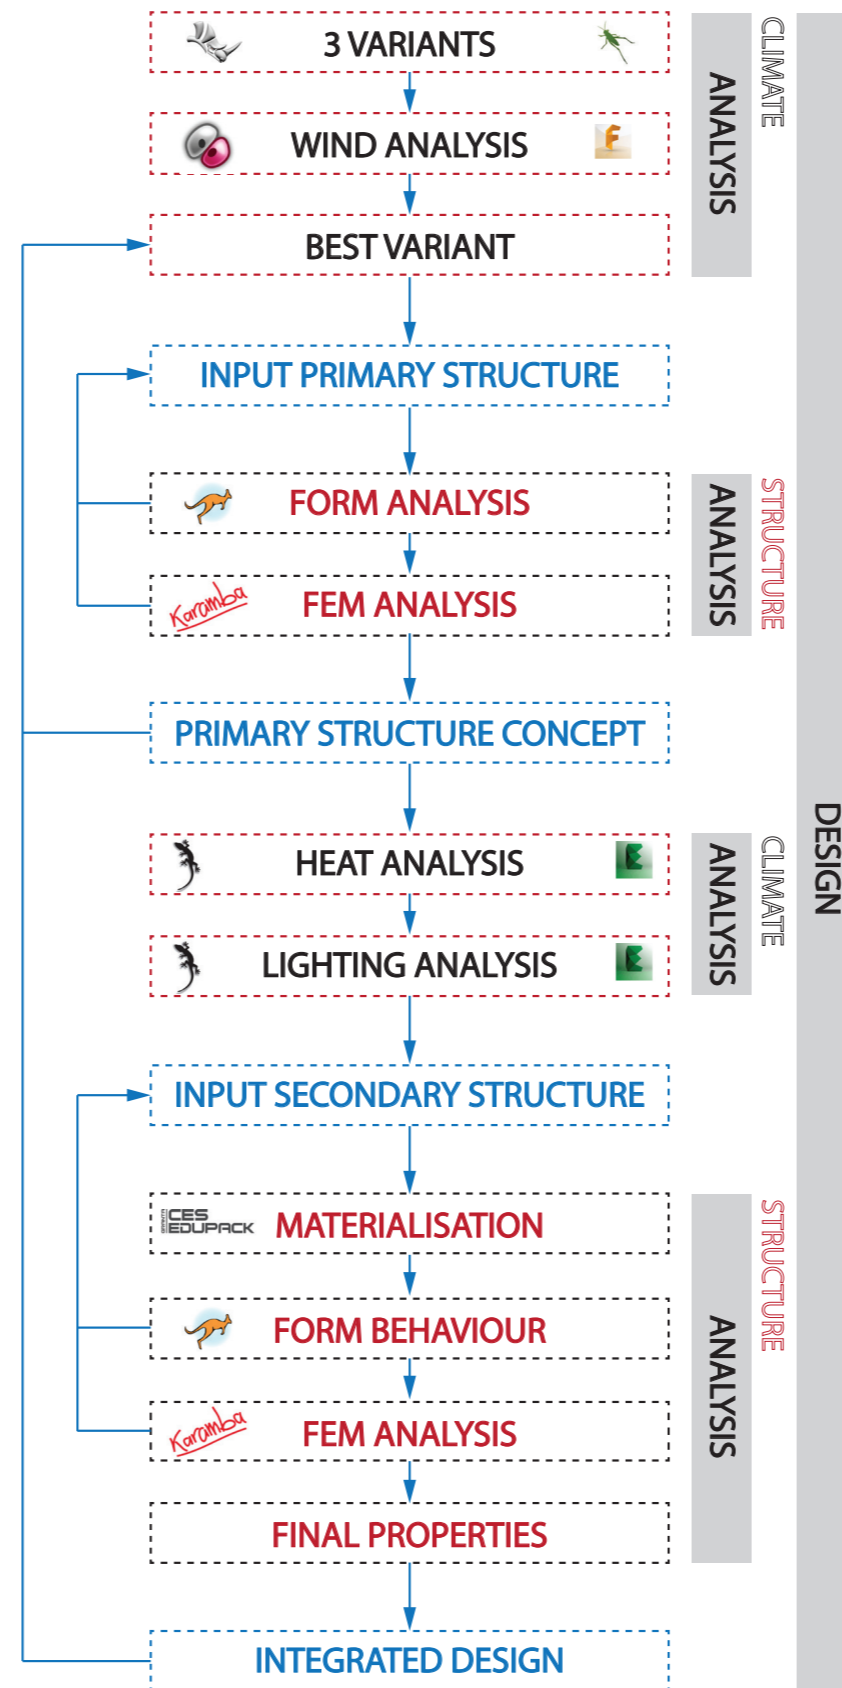 3 VARIANTS
WIND ANALYSIS
F
BEST VARIANT
CLIMATE
ANALYSIS
INPUT PRIMARY STRUCTURE
FORM ANALYSIS
Karamba
FEM ANALYSIS
STRUCTURE
ANALYSIS
PRIMARY STRUCTURE CONCEPT
HEAT ANALYSIS
E
LIGHTING ANALYSIS
E
CLIMATE
ANALYSIS
DESIGN
INPUT SECONDARY STRUCTURE
CES
EDUPACK
MATERIALISATION
FORM BEHAVIOUR
Karamba
FEM ANALYSIS
FINAL PROPERTIES
STRUCTURE
ANALYSIS
INTEGRATED DESIGN